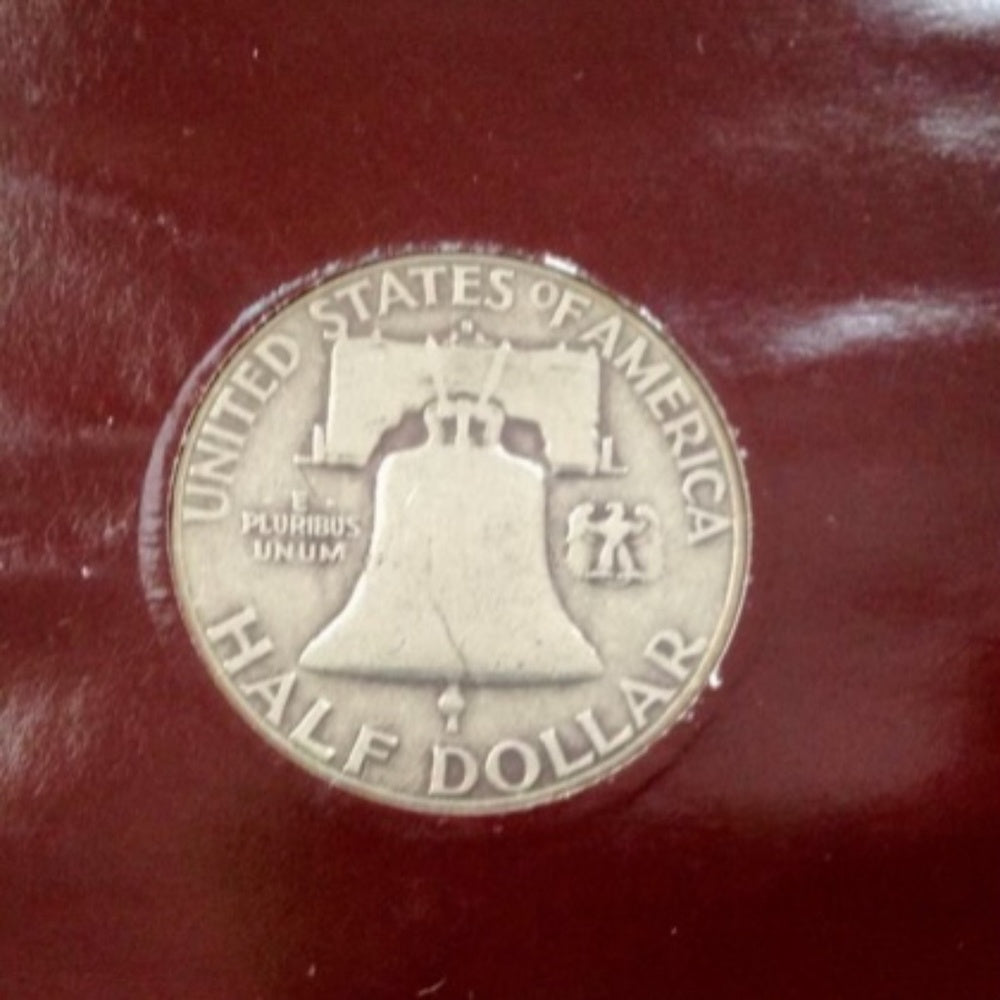 UNITED STATES OF AMERICA
E
PLURIBUS
UNUM
HALF DOLLAR